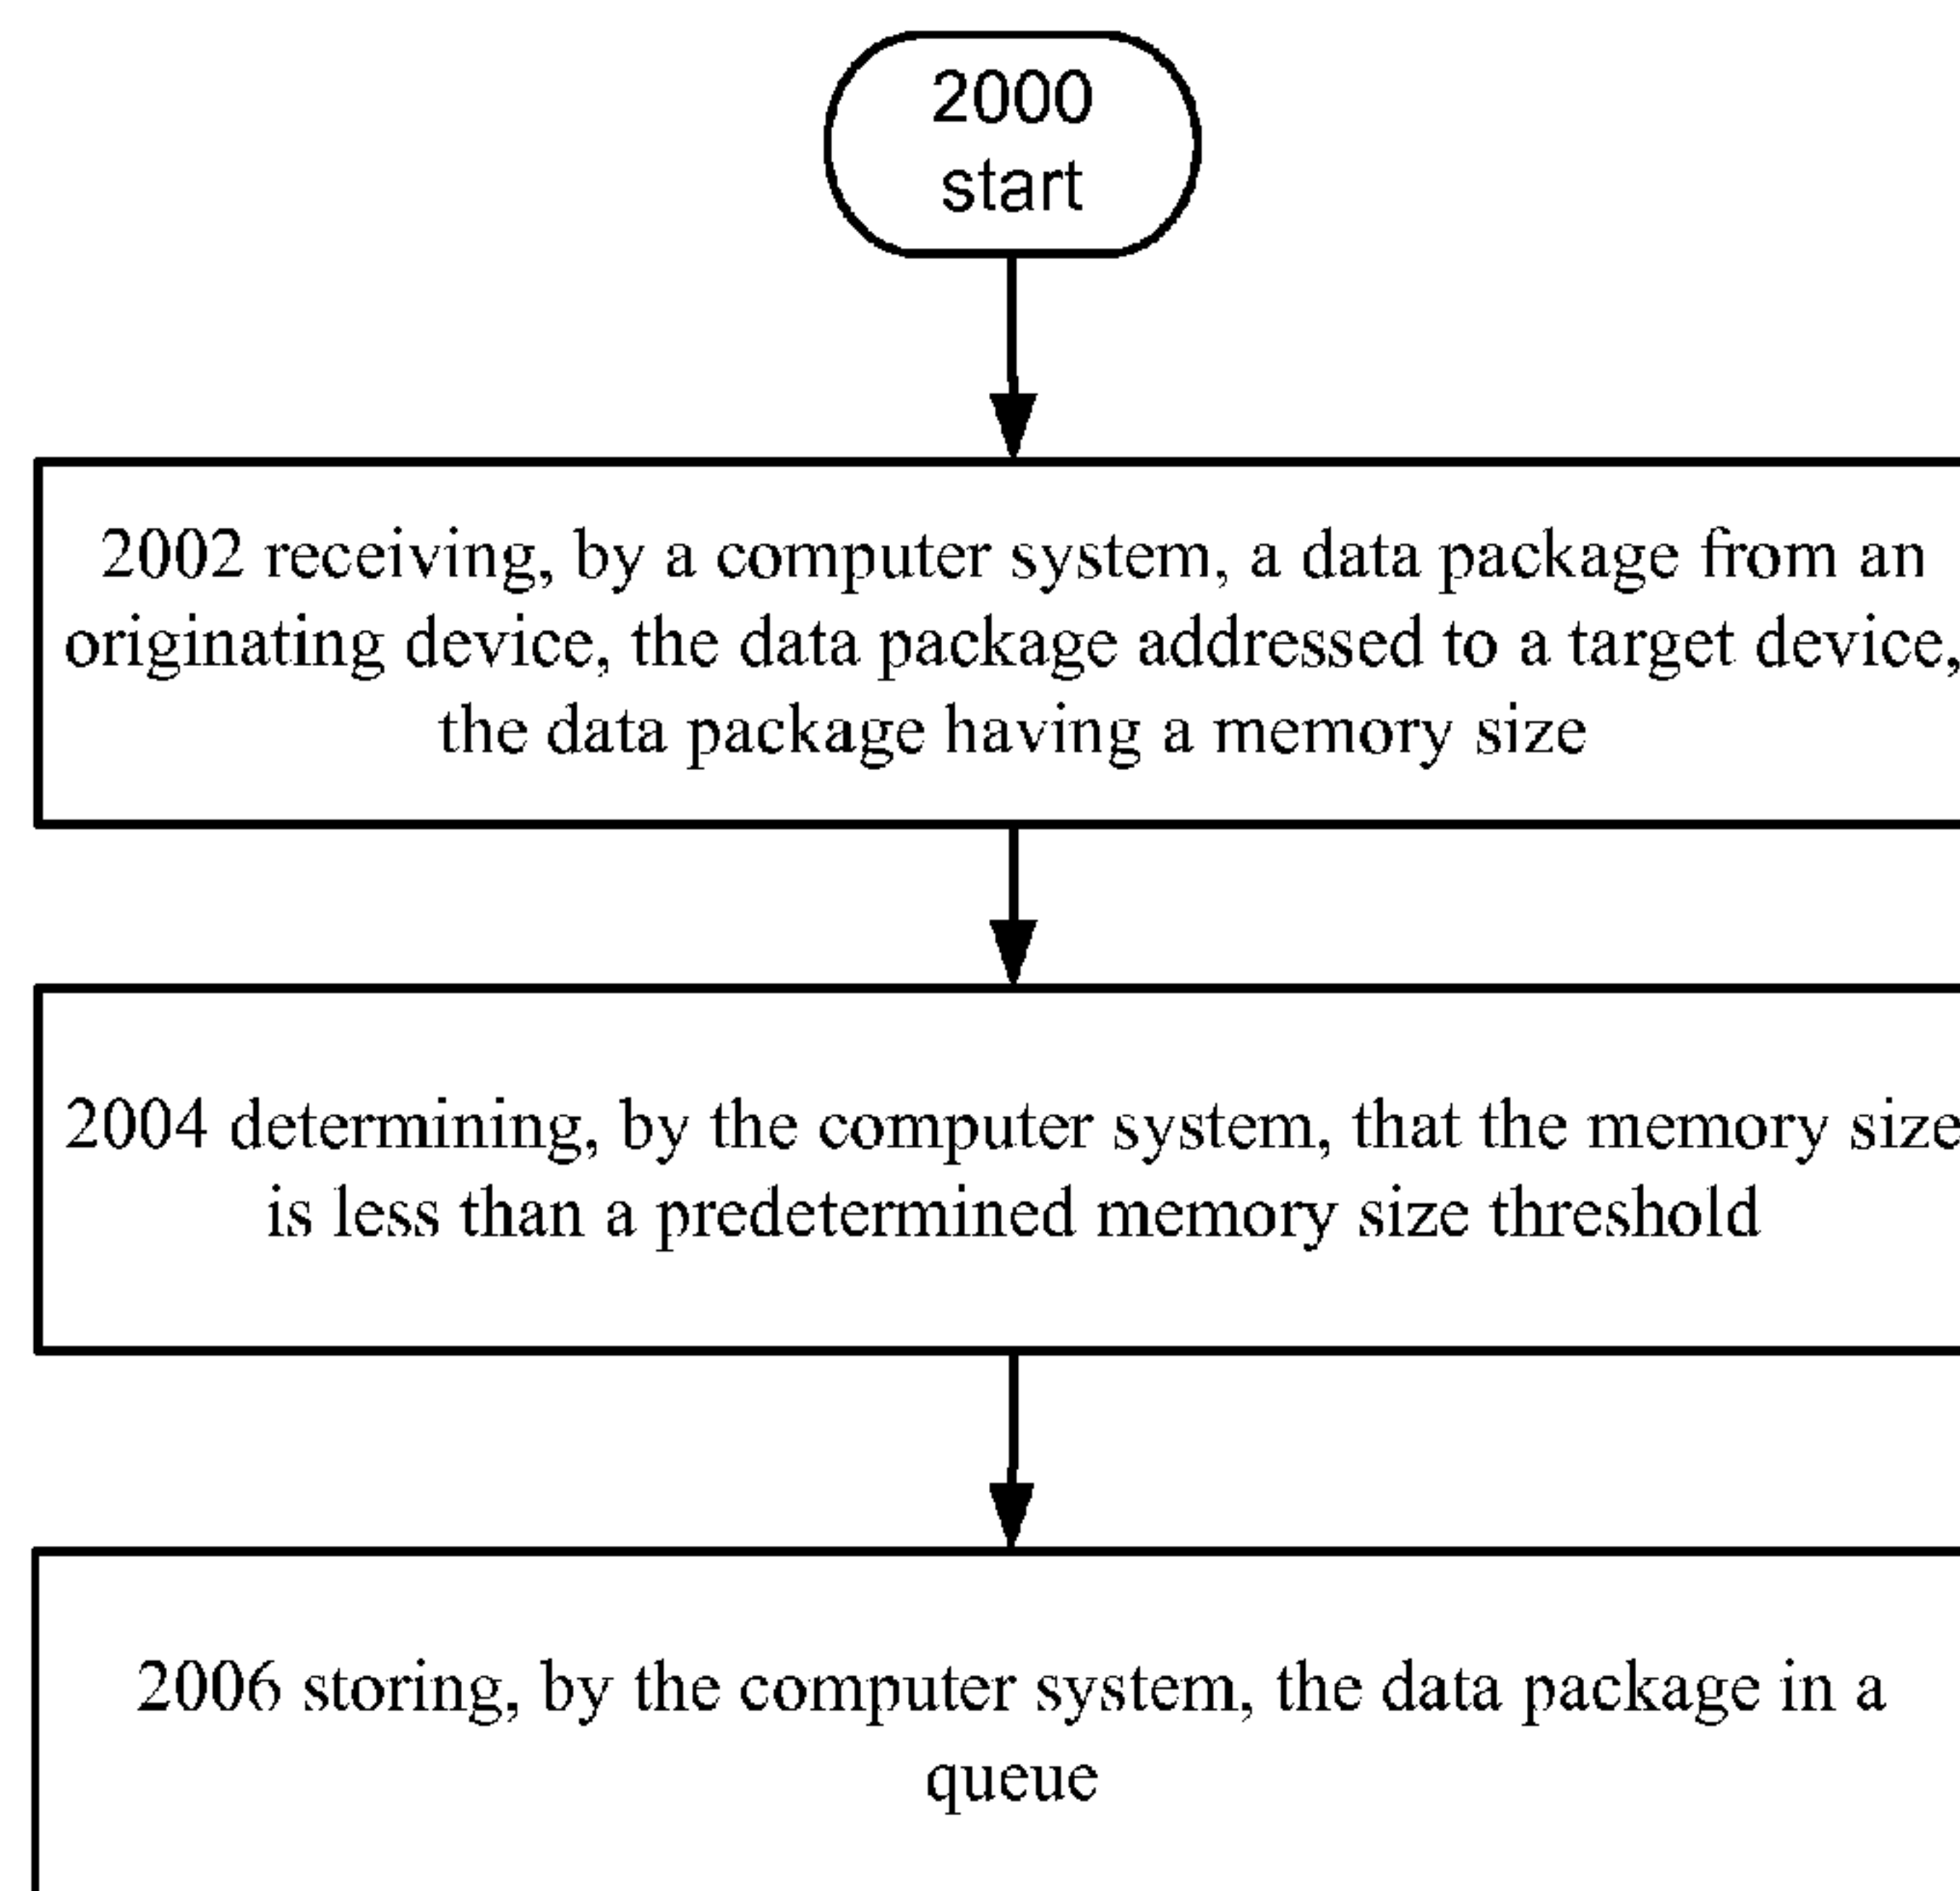 2000
start
2002 receiving, by a computer system, a data package from an
originating device, the data package addressed to a target device,
the data package having a memory size
2004 determining, by the computer system, that the memory size
is less than a predetermined memory size threshold
2006 storing, by the computer system, the data package in a
queue